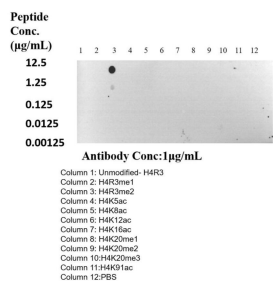 Peptide
Conc.
(µg/mL)
1 2 3 4 5 6 7 8 9 10 11 12
12.5
1.25
0.125
0.0125
0.00125
Antibody Conc:1µg/mL
Column 1: Unmodified- H4R3
Column 2: H4R3me1
Column 3: H4R3me2
Column 4: H4K5ac
Column 5: H4K8ac
Column 6: H4K12ac
Column 7: H4K16ac
Column 8: H4K20me1
Column 9: H4K20me2
Column 10:H4K20me3
Column 11:H4K91ac
Column 12:PBS